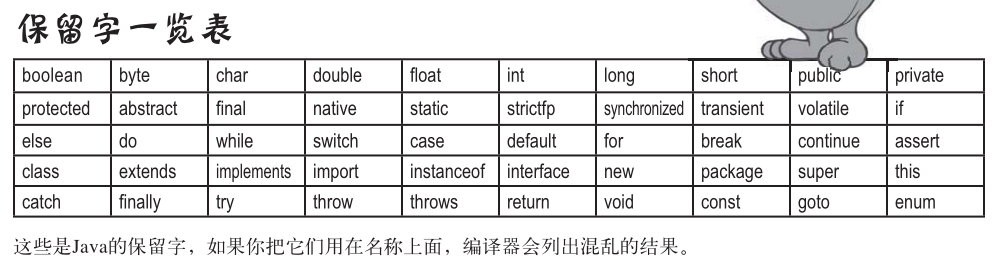 保留字一览表
boolean byte char double float int long short public private
protected abstract final native static strictfp synchronized transient volatile if
else do while switch case default for break continue assert
class extends implements import instanceof interface new package super this
catch finally try throw throws return void const goto enum
这些是Java的保留字，如果你把它们用在名称上面，编译器会列出混乱的结果。